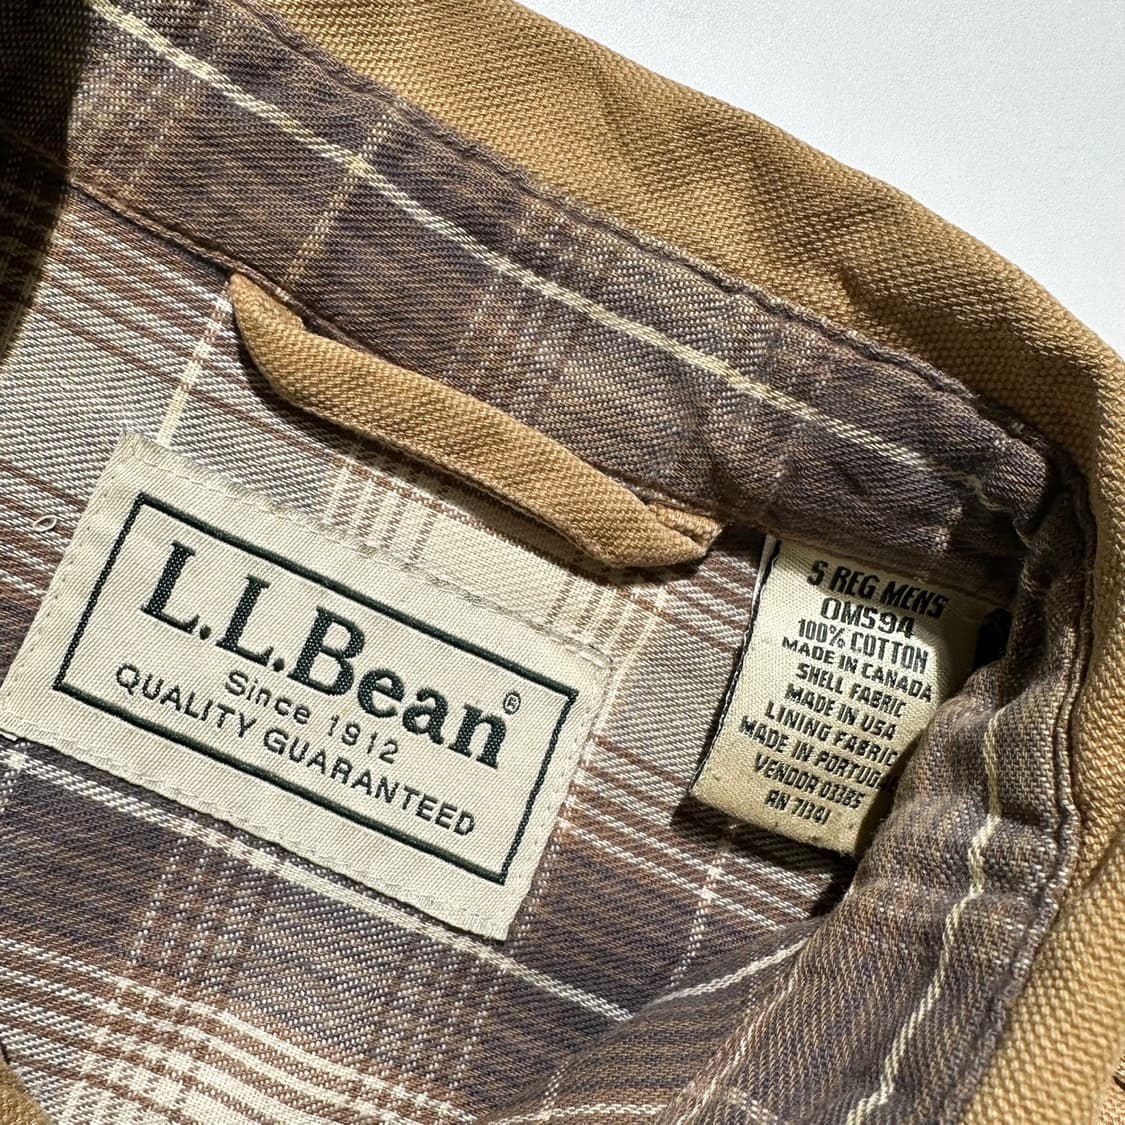 L.L.Bean®
Since 1912
QUALITY GUARANTEED
S REG MENS
OMS94
100% COTTON
MADE IN CANADA
SHELL FABRIC
MADE IN USA
LINING FABRIC
MADE IN PORTUGAL
VENDOR 03385
RN 71341